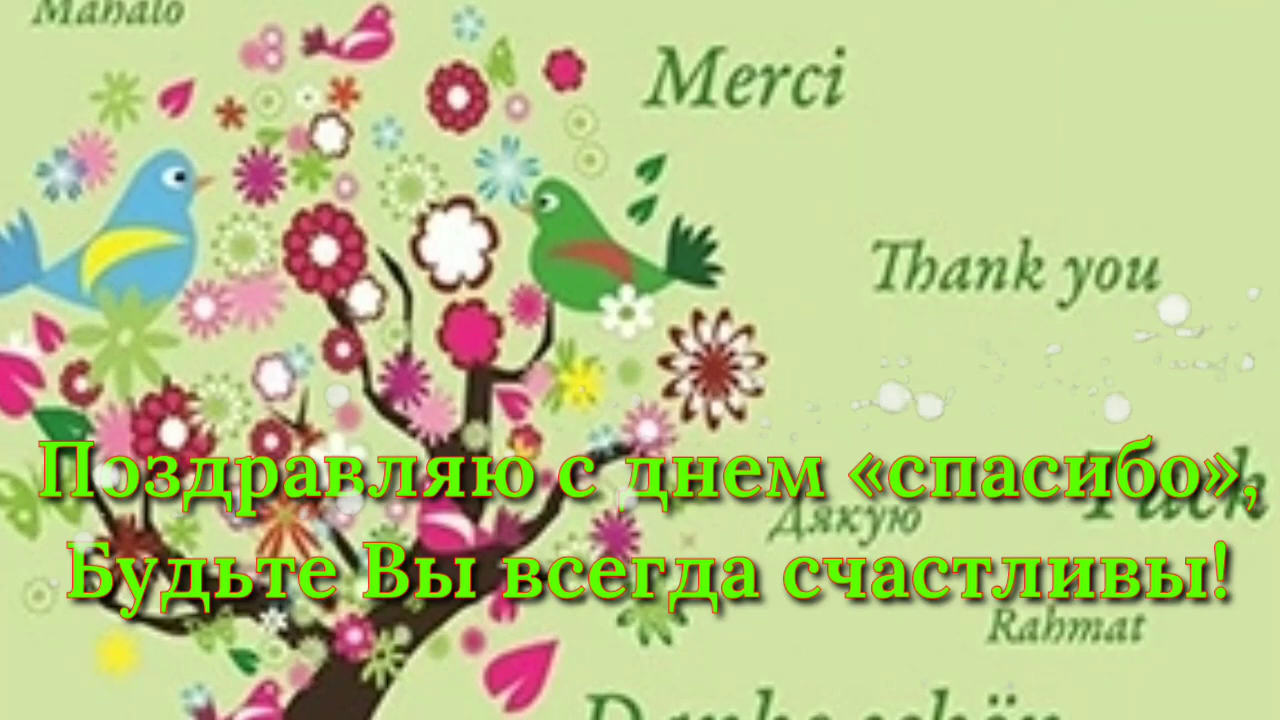 Mahalo
Merci
Thank you
Поздравляю с днем «спасибо»,
Дякую
Будьте Вы всегда счастливы!
Rahmat